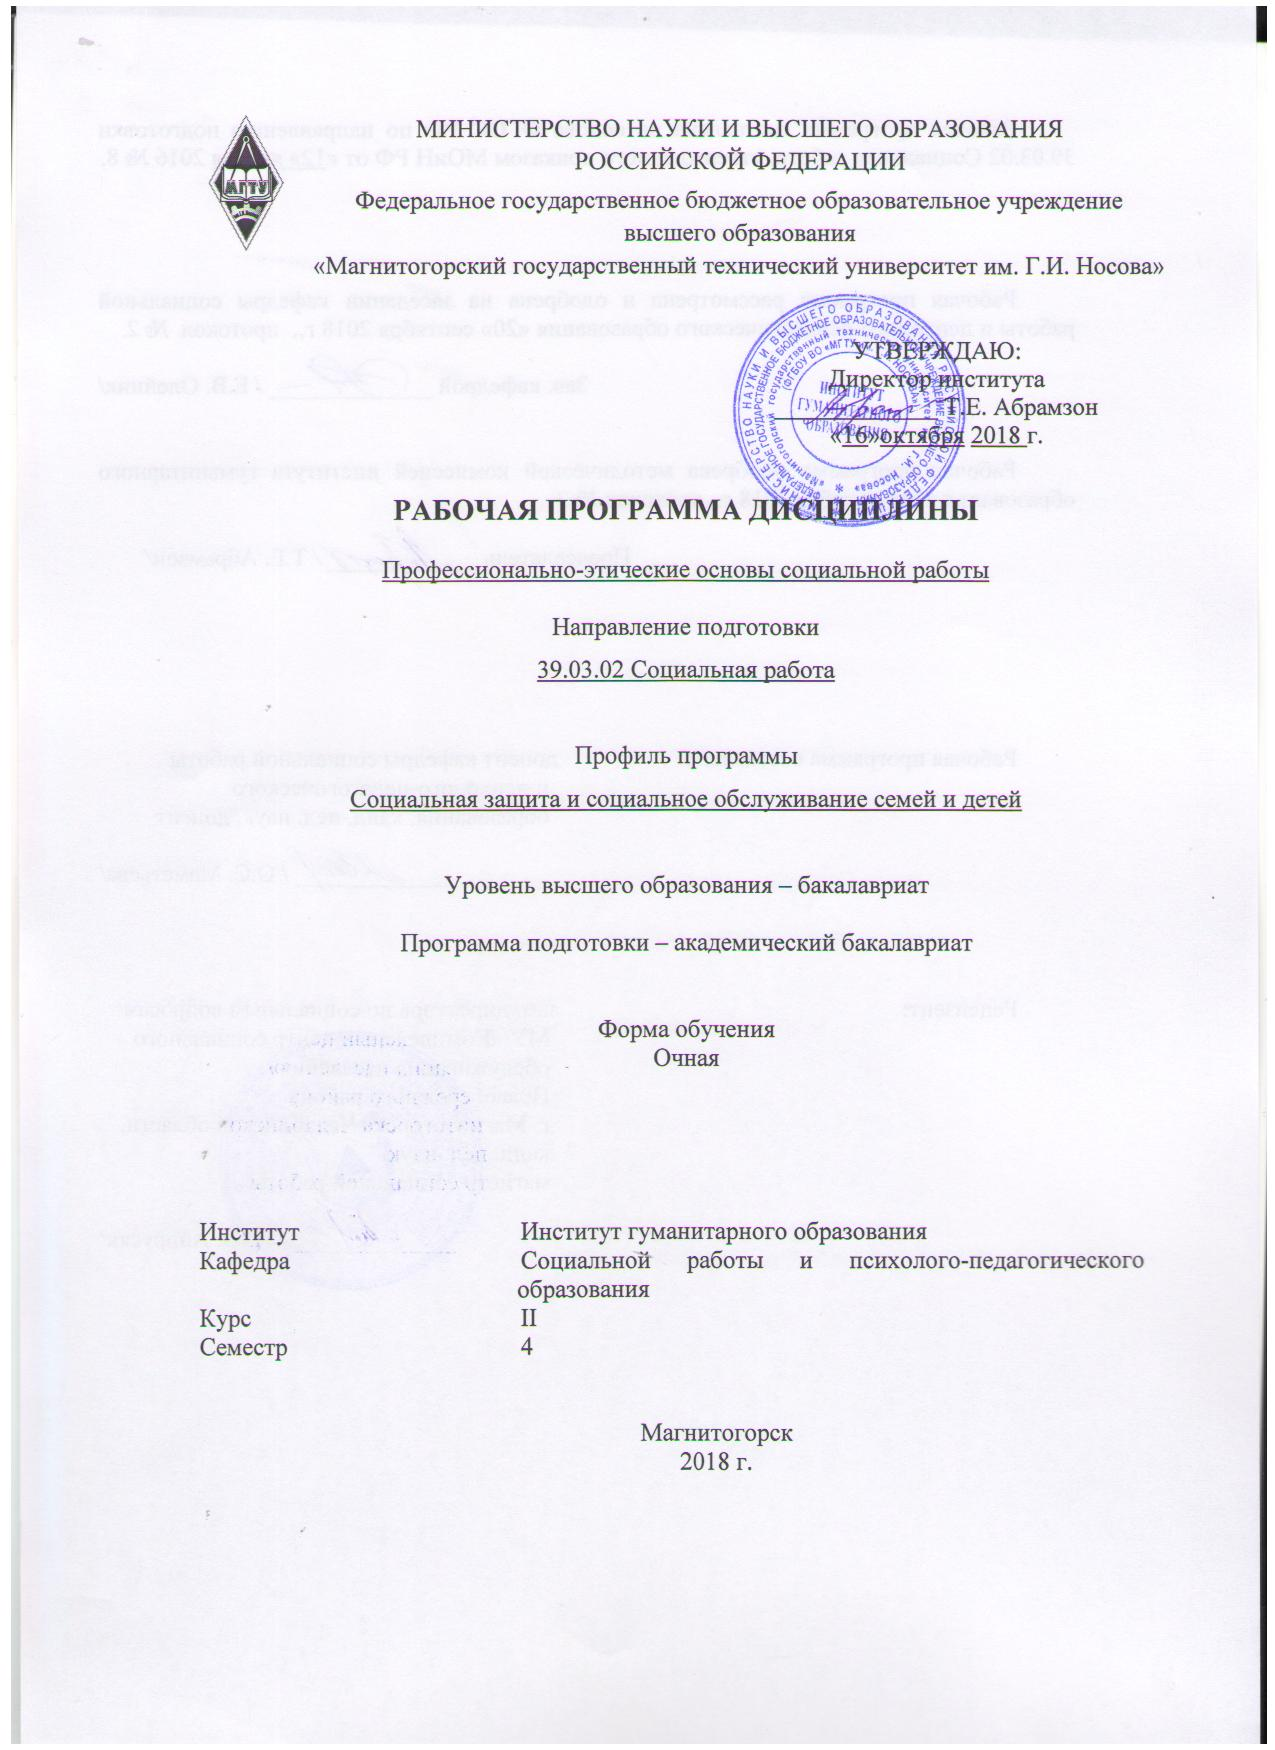 МИНИСТЕРСТВО НАУКИ И ВЫСШЕГО ОБРАЗОВАНИЯ
РОССИЙСКОЙ ФЕДЕРАЦИИ
МГТУ
Федеральное государственное бюджетное образовательное учреждение
высшего образования
«Магнитогорский государственный технический университет им. Г.И. Носова»
УТВЕРЖДАЮ:
Директор института
Т.Е. Абрамзон
«16»октября 2018 г.
ИНСТИТУТ
ГУМАНИТАРНОГО
ОБРАЗОВАНИЯ
РАБОЧАЯ ПРОГРАММА ДИСЦИПЛИНЫ
Профессионально-этические основы социальной работы
Направление подготовки
39.03.02 Социальная работа
Профиль программы
Социальная защита и социальное обслуживание семей и детей
Уровень высшего образования – бакалавриат
Программа подготовки – академический бакалавриат
Форма обучения
Очная
Институт Институт гуманитарного образования
Кафедра Социальной работы и психолого-педагогического
образования
Курс II
Семестр 4
Магнитогорск
2018 г.